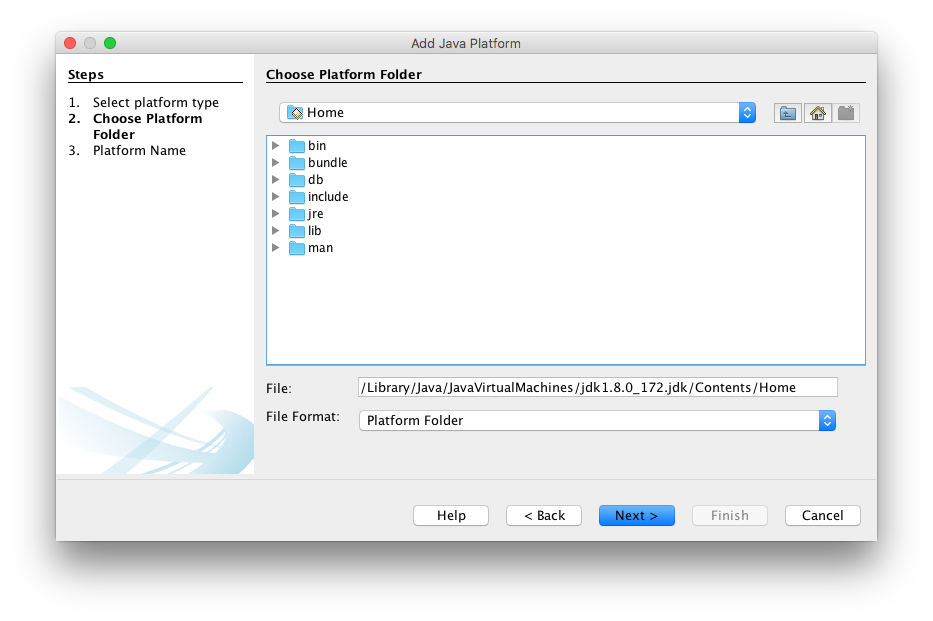 Add Java Platform
Steps
1. Select platform type
2. Choose Platform
Folder
3. Platform Name
Choose Platform Folder
Home
bin
bundle
db
include
jre
lib
man
File: /Library/Java/JavaVirtualMachines/jdk1.8.0_172.jdk/Contents/Home
File Format: Platform Folder
Help < Back Next > Finish Cancel